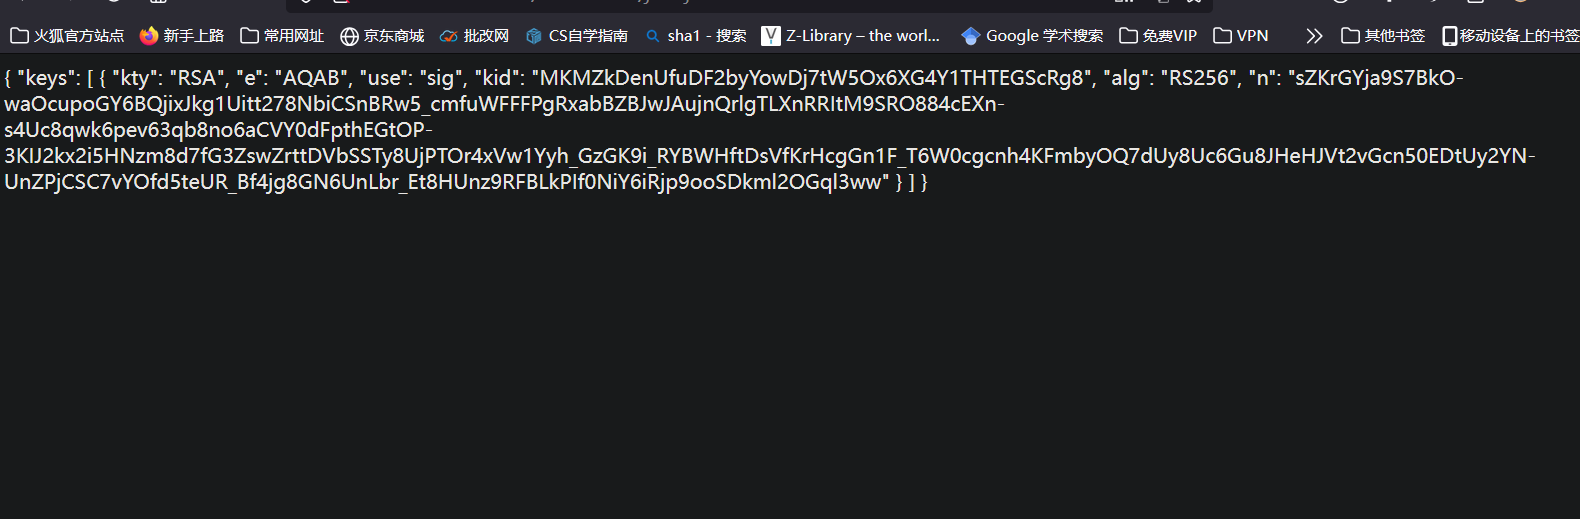 火狐官方站点 新手上路 常用网址 京东商城 批改网 CS自学指南 sha1 - 搜索 Z-Library – the worl... Google 学术搜索 免费VIP VPN 其他书签 移动设备上的书签
{ "keys": [ { "kty": "RSA", "e": "AQAB", "use": "sig", "kid": "MKMZkDenUfuDF2byYowDj7tW5Ox6XG4Y1THTEGScRg8", "alg": "RS256", "n": "sZKrGYja9S7BkO-
waOcupoGY6BQjixJkg1Uitt278NbiCSnBRw5_cmfuWFFFPgRxabBZBJwJAujnQrlgTLXnRRItM9SRO884cEXn-
s4Uc8qwk6pev63qb8no6aCVY0dFpthEGtOP-
3KIJ2kx2i5HNzm8d7fG3ZswZrttDVbSSTy8UjPTOr4xVw1Yyh_GzGK9i_RYBWHftDsVfKrHcgGn1F_T6W0cgcnh4KFmbyOQ7dUy8Uc6Gu8JHeHJVt2vGcn50EDtUy2YN-
UnZPjCSC7vYOfd5teUR_Bf4jg8GN6UnLbr_Et8HUnz9RFBLkPIf0NiY6iRjp9ooSDkml2OGql3ww" } ] }